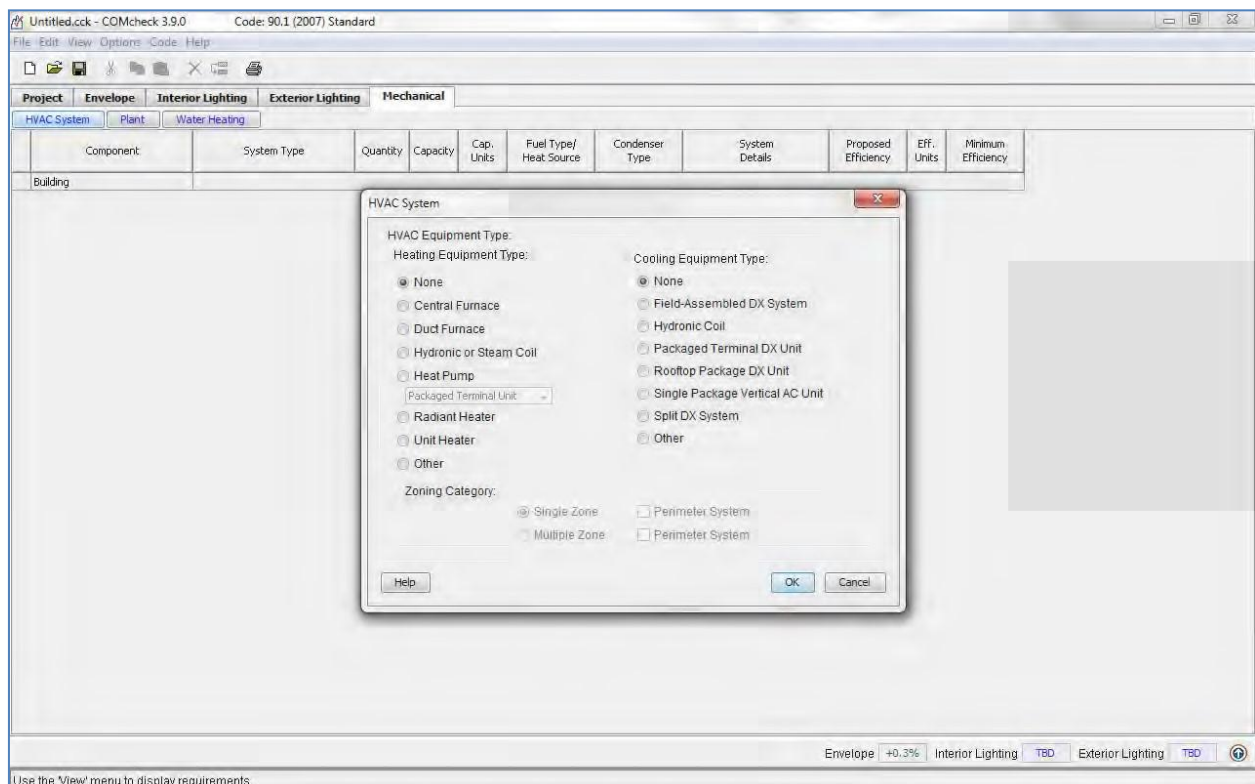 Untitled.cck - COMcheck 3.9.0 Code: 90.1 (2007) Standard
File Edit View Options Code Help
Project Envelope Interior Lighting Exterior Lighting Mechanical
HVAC System Plant Water Heating
Component System Type Quantity Capacity Cap. Units Fuel Type/ Heat Source Condenser Type System Details Proposed Efficiency Eff. Units Minimum Efficiency
Building
HVAC System
HVAC Equipment Type:
Heating Equipment Type: Cooling Equipment Type:
None None
Central Furnace Field-Assembled DX System
Duct Furnace Hydronic Coil
Hydronic or Steam Coil Packaged Terminal DX Unit
Heat Pump Rooftop Package DX Unit
Packaged Terminal Unit Single Package Vertical AC Unit
Radiant Heater Split DX System
Unit Heater Other
Other
Zoning Category:
Single Zone Perimeter System
Multiple Zone Perimeter System
Help OK Cancel
Envelope +0.3% Interior Lighting TBD Exterior Lighting TBD
Use the 'View' menu to display requirements